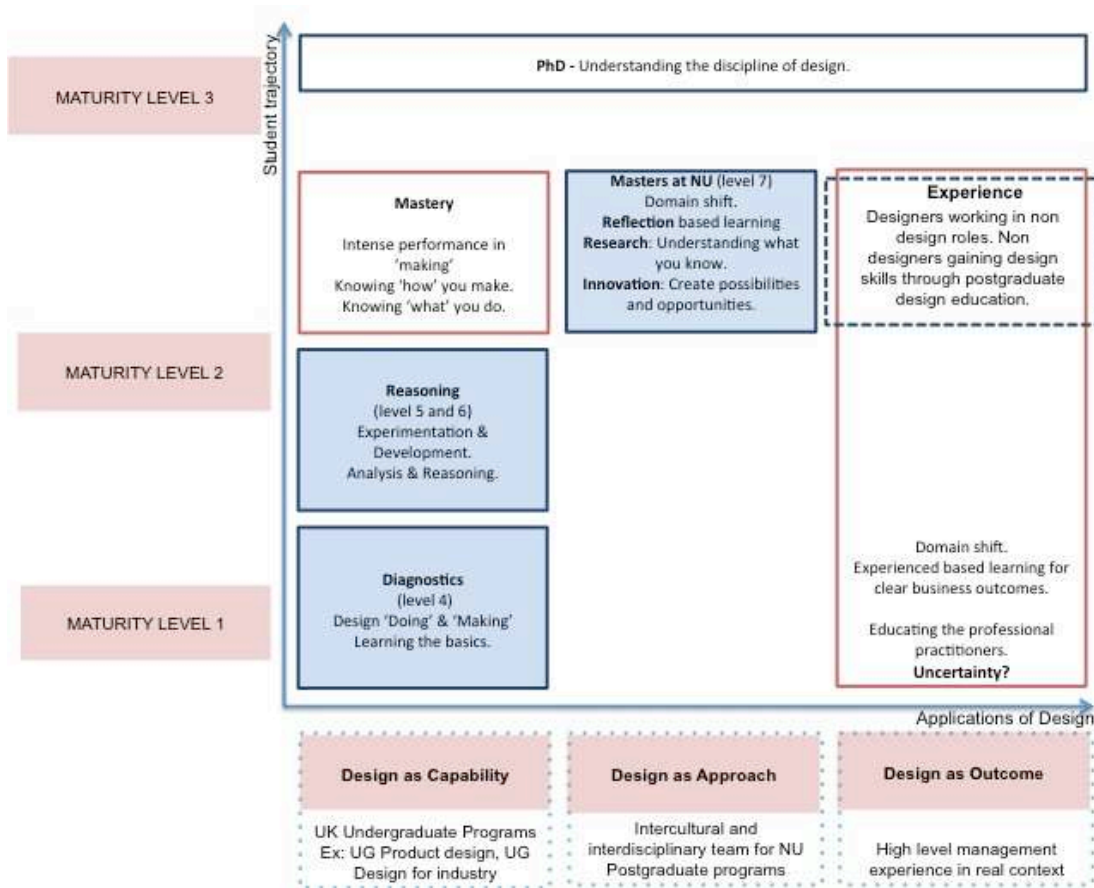 Student trajectory
PhD - Understanding the discipline of design.
MATURITY LEVEL 3
Mastery
Intense performance in
‘making’
Knowing ‘how’ you make.
Knowing ‘what’ you do.
Masters at NU (level 7)
Domain shift.
Reflection based learning
Research: Understanding what
you know.
Innovation: Create possibilities
and opportunities.
Experience
Designers working in non
design roles. Non
designers gaining design
skills through postgraduate
design education.
MATURITY LEVEL 2
Reasoning
(level 5 and 6)
Experimentation &
Development.
Analysis & Reasoning.
MATURITY LEVEL 1
Diagnostics
(level 4)
Design ‘Doing’ & ‘Making’
Learning the basics.
Domain shift.
Experienced based learning for
clear business outcomes.
Educating the professional
practitioners.
Uncertainty?
Applications of Design
Design as Capability
UK Undergraduate Programs
Ex: UG Product design, UG
Design for industry
Design as Approach
Intercultural and
interdisciplinary team for NU
Postgraduate programs
Design as Outcome
High level management
experience in real context